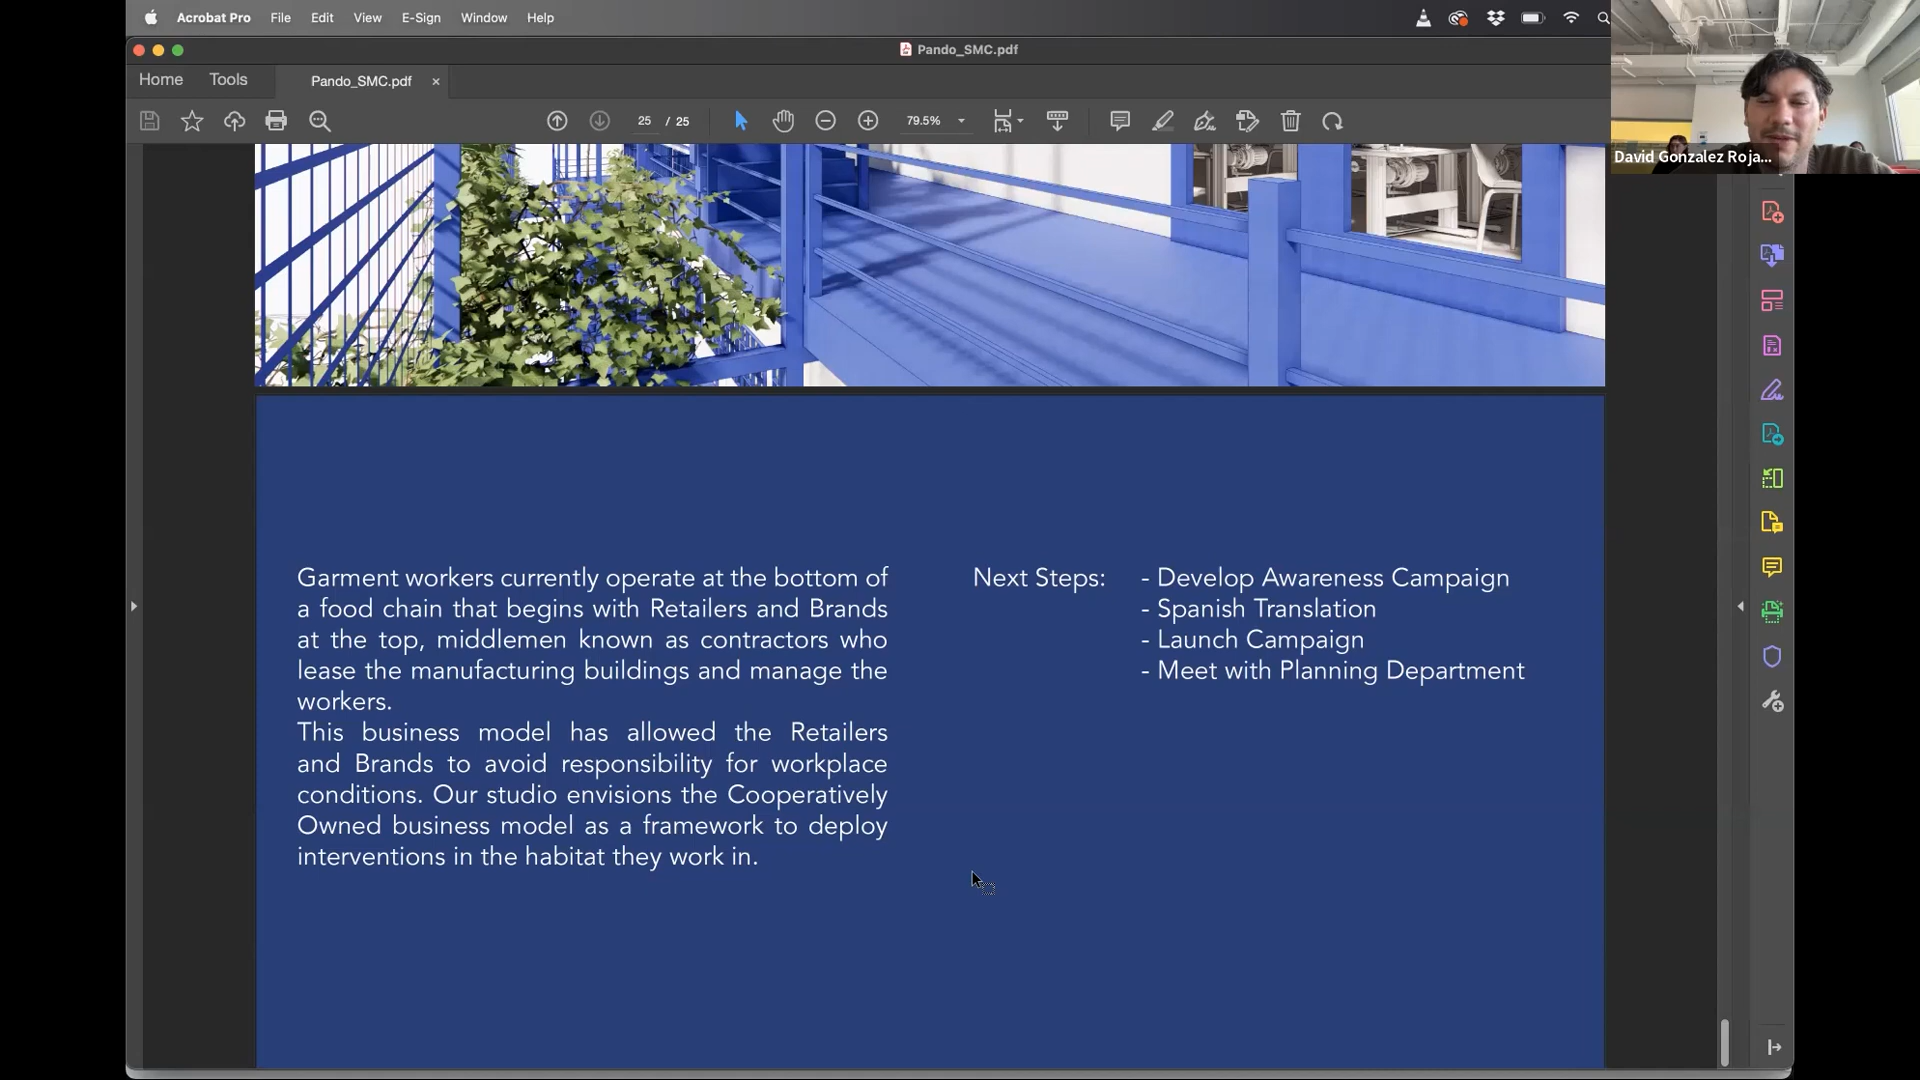 Acrobat Pro File Edit View E-Sign Window Help
Pando_SMC.pdf
Home Tools Pando_SMC.pdf ×
25 / 25 79.5%
David Gonzalez Roja...
Garment workers currently operate at the bottom of
a food chain that begins with Retailers and Brands
at the top, middlemen known as contractors who
lease the manufacturing buildings and manage the
workers.
This business model has allowed the Retailers
and Brands to avoid responsibility for workplace
conditions. Our studio envisions the Cooperatively
Owned business model as a framework to deploy
interventions in the habitat they work in.
Next Steps: - Develop Awareness Campaign
- Spanish Translation
- Launch Campaign
- Meet with Planning Department